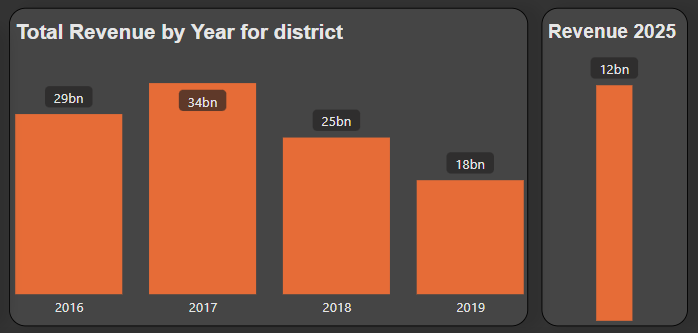 Total Revenue by Year for district
29bn
34bn
25bn
18bn
2016
2017
2018
2019
Revenue 2025
12bn